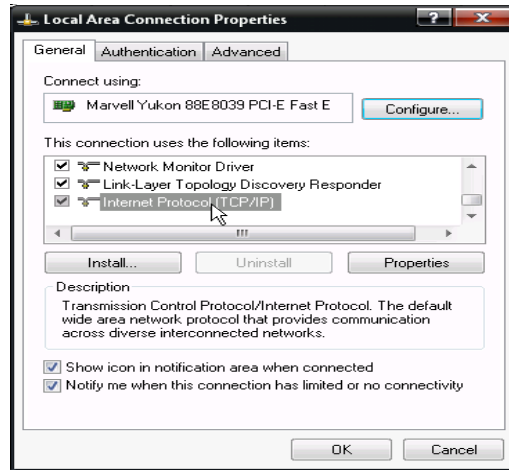 Local Area Connection Properties
General Authentication Advanced
Connect using:
Marvell Yukon 88E8039 PCI-E Fast E Configure...
This connection uses the following items:
Network Monitor Driver
Link-Layer Topology Discovery Responder
Internet Protocol (TCP/IP)
Install... Uninstall Properties
Description
Transmission Control Protocol/Internet Protocol. The default
wide area network protocol that provides communication
across diverse interconnected networks.
Show icon in notification area when connected
Notify me when this connection has limited or no connectivity
OK Cancel